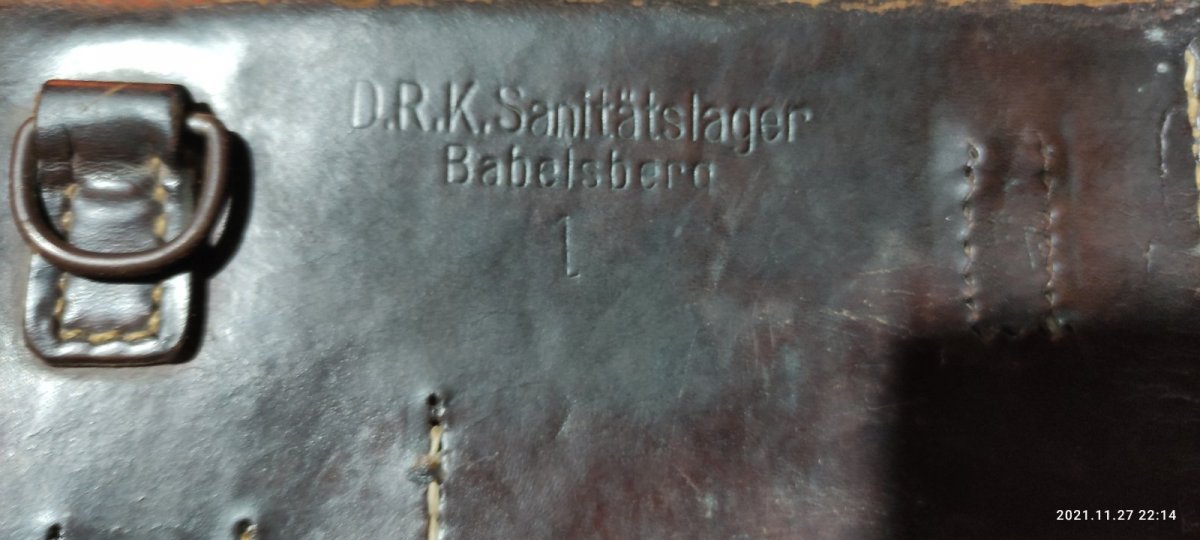 D.R.K.Sanitätslager
Babelsberg
1
2021.11.27 22:14